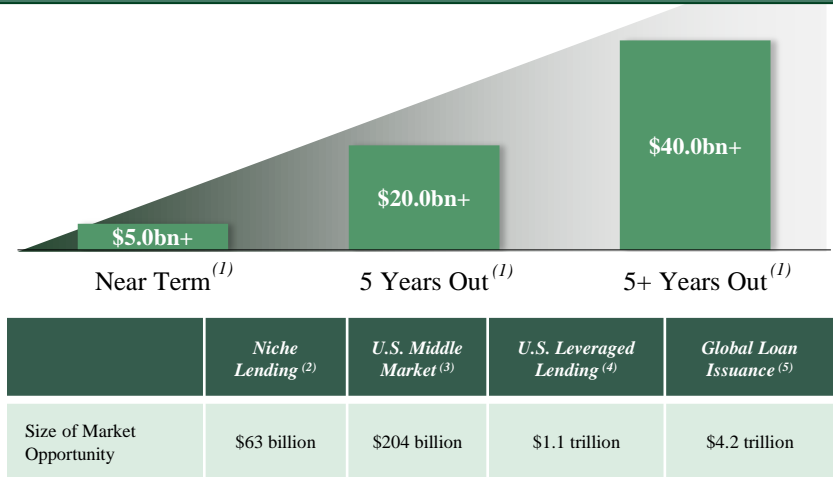 $40.0bn+
$20.0bn+
$5.0bn+
Near Term(1) 5 Years Out(1) 5+ Years Out(1)
Niche U.S. Middle U.S. Leveraged Global Loan
Lending (2) Market (3) Lending (4) Issuance (5)
Size of Market
Opportunity $63 billion $204 billion $1.1 trillion $4.2 trillion